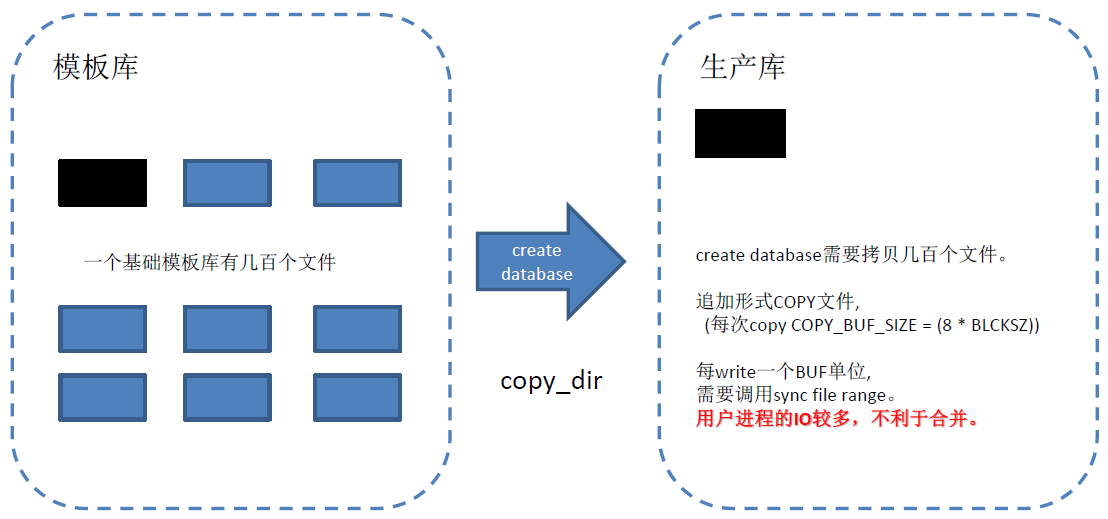 模板库
一个基础模板库有几百个文件
create
database
copy_dir
生产库
create database需要拷贝几百个文件。
追加形式COPY文件,
(每次copy COPY_BUF_SIZE = (8 * BLCKSZ))
每write一个BUF单位,
需要调用sync file range。
用户进程的IO较多，不利于合并。